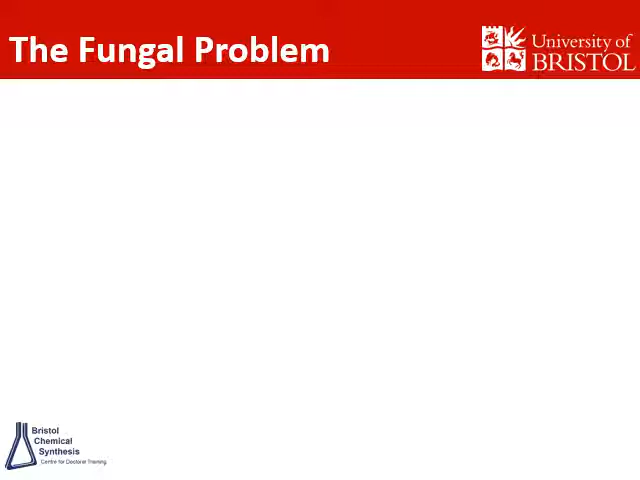 The Fungal Problem
University of
BRISTOL
Bristol
Chemical
Synthesis
Centre for Doctoral Training